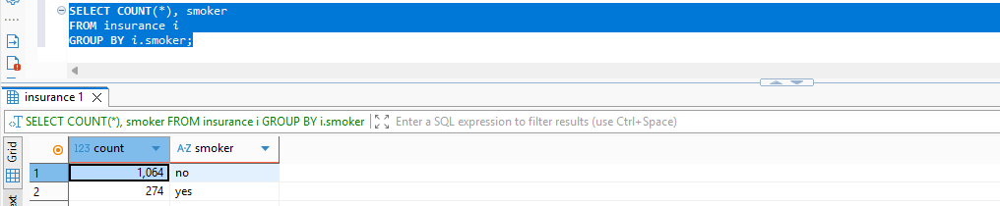 SELECT COUNT(*), smoker
FROM insurance i
GROUP BY i.smoker;
insurance 1
SELECT COUNT(*), smoker FROM insurance i GROUP BY i.smoker
Enter a SQL expression to filter results (use Ctrl+Space)
Grid
123 count
A-Z smoker
1 1,064 no
2 274 yes